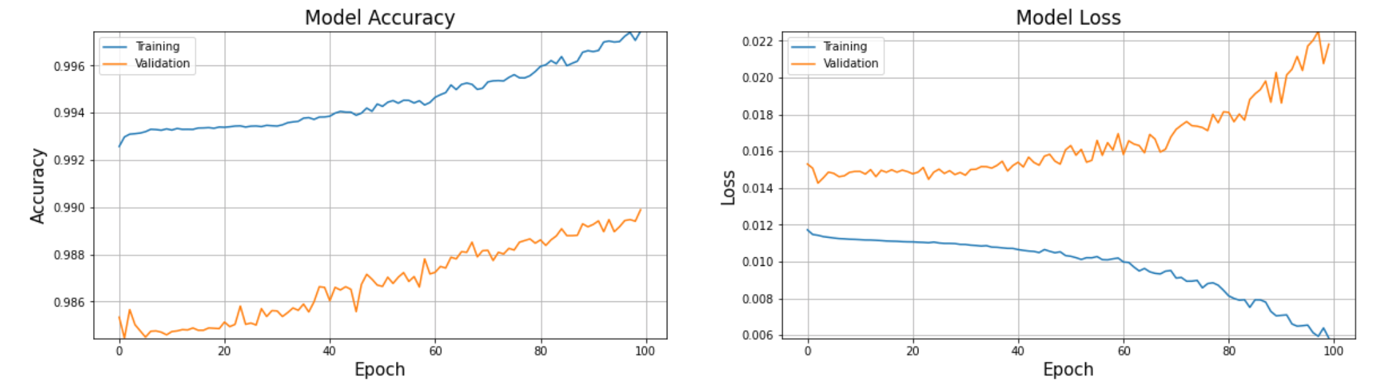 Model Accuracy
Training
Validation
0.996
0.994
0.992
0.990
0.988
0.986
Accuracy
0 20 40 60 80 100
Epoch
Model Loss
Training
Validation
0.022
0.020
0.018
0.016
0.014
0.012
0.010
0.008
0.006
Loss
0 20 40 60 80 100
Epoch